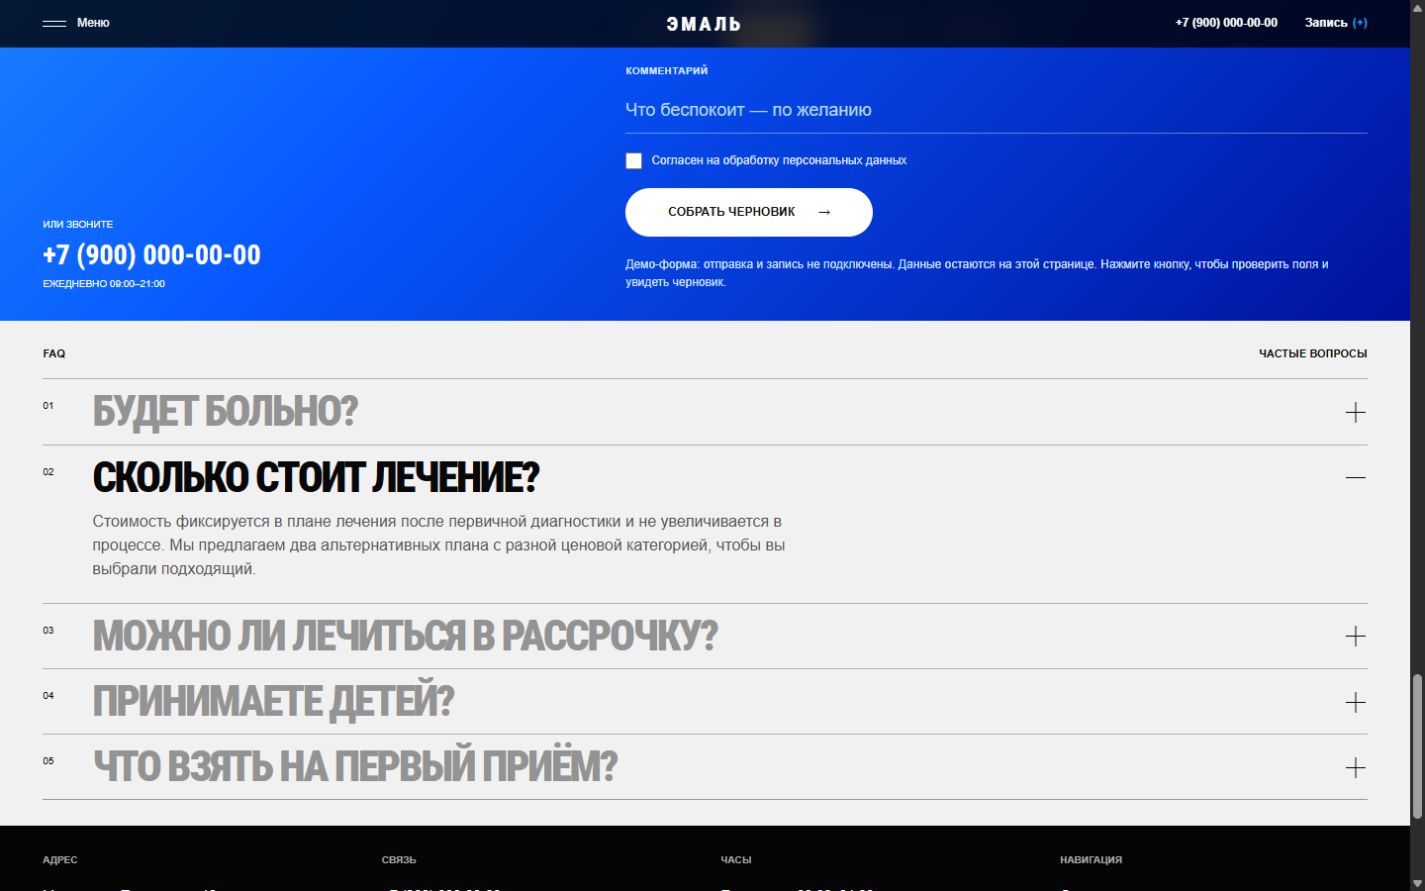 Меню
ЭМАЛЬ
+7 (900) 000-00-00
Запись (+)
КОММЕНТАРИЙ
Что беспокоит — по желанию
Согласен на обработку персональных данных
СОБРАТЬ ЧЕРНОВИК →
ИЛИ ЗВОНИТЕ
+7 (900) 000-00-00
ЕЖЕДНЕВНО 09:00–21:00
Демо-форма: отправка и запись не подключены. Данные остаются на этой странице. Нажмите кнопку, чтобы проверить поля и
увидеть черновик.
FAQ
ЧАСТЫЕ ВОПРОСЫ
01
БУДЕТ БОЛЬНО?
02
СКОЛЬКО СТОИТ ЛЕЧЕНИЕ?
Стоимость фиксируется в плане лечения после первичной диагностики и не увеличивается в
процессе. Мы предлагаем два альтернативных плана с разной ценовой категорией, чтобы вы
выбрали подходящий.
03
МОЖНО ЛИ ЛЕЧИТЬСЯ В РАССРОЧКУ?
04
ПРИНИМАЕТЕ ДЕТЕЙ?
05
ЧТО ВЗЯТЬ НА ПЕРВЫЙ ПРИЁМ?
АДРЕС
СВЯЗЬ
ЧАСЫ
НАВИГАЦИЯ